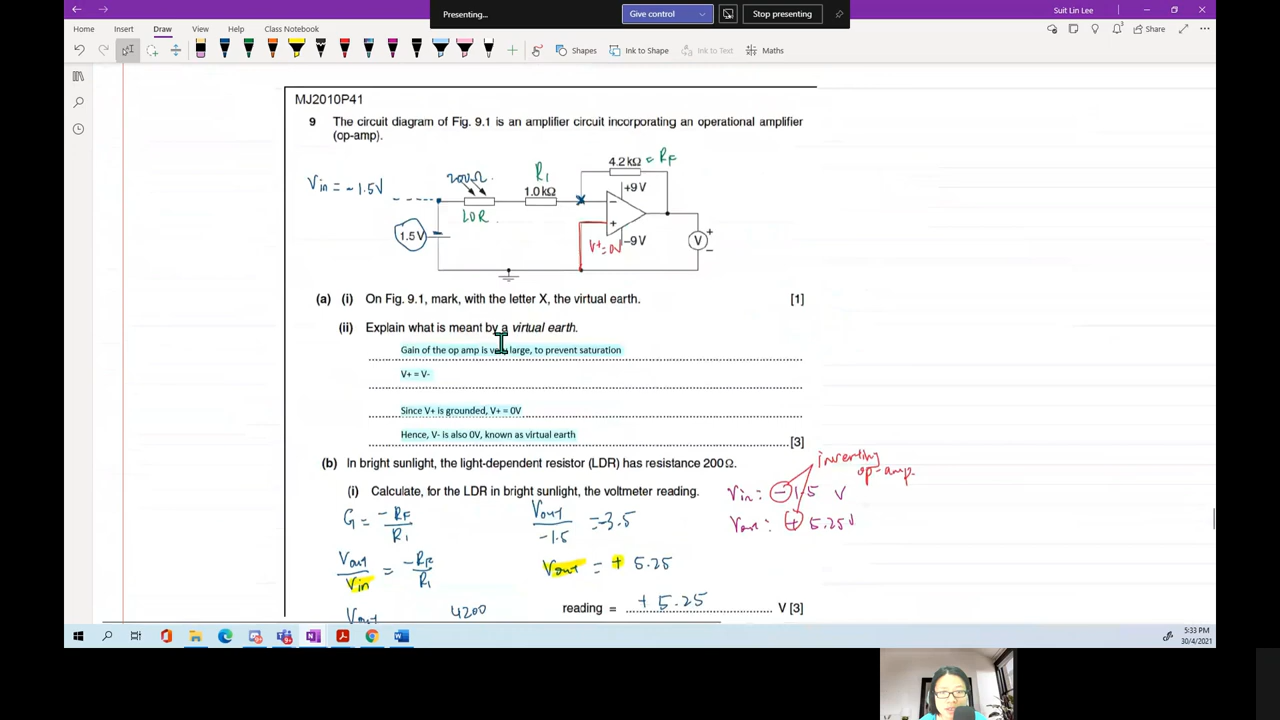 Presenting...
Give control
Stop presenting
Suit Lin Lee
Home
Insert
Draw
View
Help
Class Notebook
Share
Shapes
Ink to Shape
Ink to Text
Maths
MJ2010P41
9 The circuit diagram of Fig. 9.1 is an amplifier circuit incorporating an operational amplifier
(op-amp).
4.2 kΩ = RF
200Ω
R1
Vin = -1.5V
1.0 kΩ
+9 V
LDR
1.5 V
V+ = 0V
-9 V
V
(a) (i) On Fig. 9.1, mark, with the letter X, the virtual earth. [1]
(ii) Explain what is meant by a virtual earth.
Gain of the op amp is very large, to prevent saturation
V+ = V-
Since V+ is grounded, V+ = 0V
Hence, V- is also 0V, known as virtual earth
[3]
(b) In bright sunlight, the light-dependent resistor (LDR) has resistance 200 Ω.
inverting
op-amp.
(i) Calculate, for the LDR in bright sunlight, the voltmeter reading.
Vin: - 1.5 V
Vout: + 5.25V
G = -RF / R1
Vout / -1.5 = -3.5
Vout / Vin = -RF / R1
Vout = + 5.25
Vout 4200
reading = + 5.25 V [3]
5:33 PM
30/4/2021